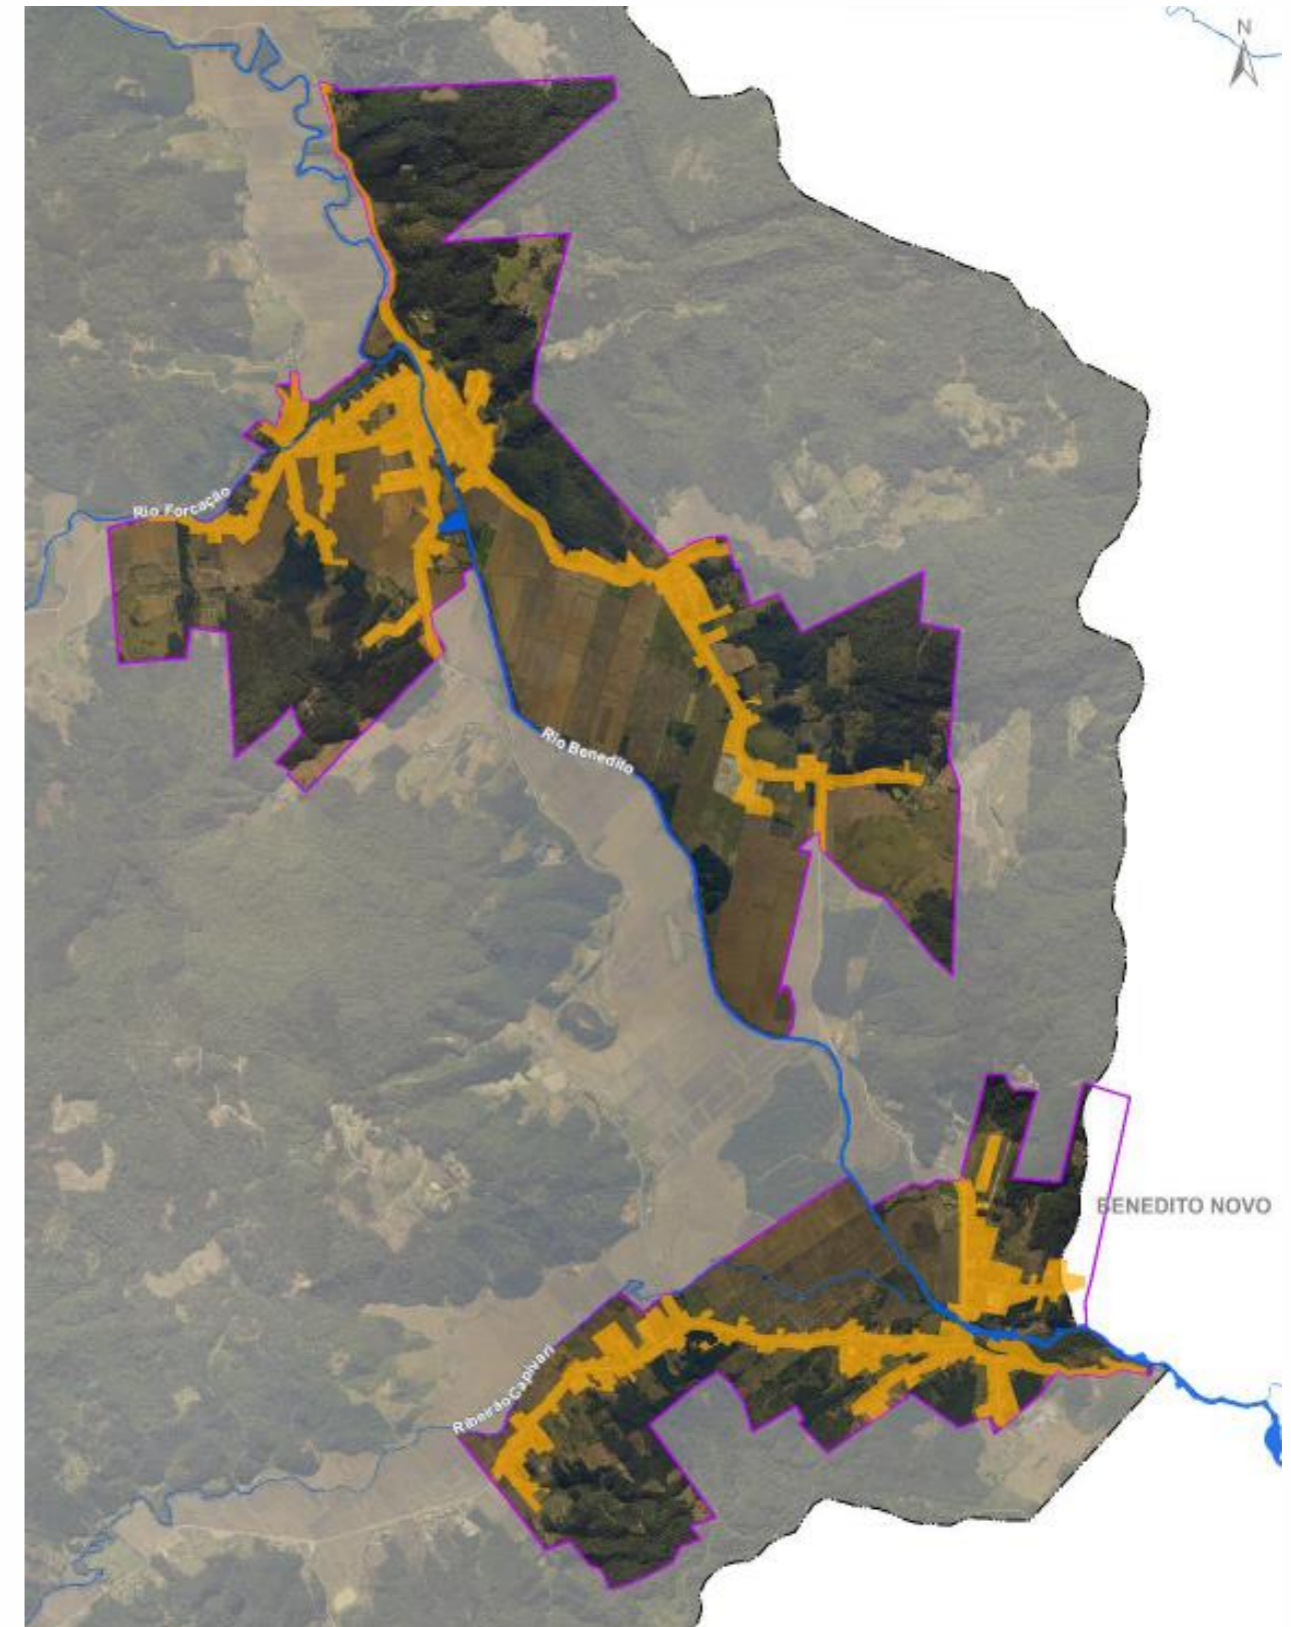 N
Rio Forcação
Rio Benedito
BENEDITO NOVO
Ribeirão Capivari